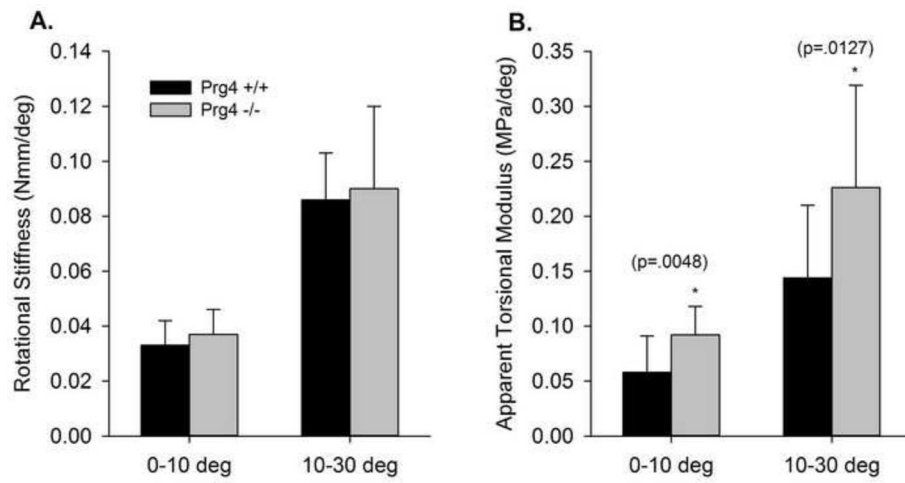 A.
Rotational Stiffness (Nmm/deg)
0.14
0.12
0.10
0.08
0.06
0.04
0.02
0.00
Prg4 +/+
Prg4 -/-
0-10 deg
10-30 deg
B.
Apparent Torsional Modulus (MPa/deg)
0.35
0.30
0.25
0.20
0.15
0.10
0.05
0.00
(p=.0048)
*
(p=.0127)
*
0-10 deg
10-30 deg